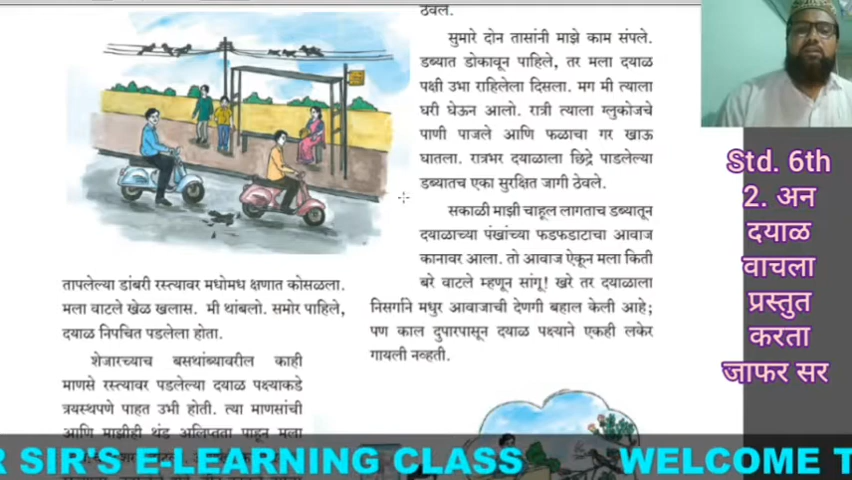 ठेवल.
सुमारे दोन तासांनी माझे काम संपले.
डब्यात डोकावून पाहिले, तर मला दयाळ
पक्षी उभा राहिलेला दिसला. मग मी त्याला
घरी घेऊन आलो. रात्री त्याला ग्लुकोजचे
पाणी पाजले आणि फळाचा गर खाऊ
घातला. रात्रभर दयाळाला छिद्रे पाडलेल्या
डब्यातच एका सुरक्षित जागी ठेवले.
सकाळी माझी चाहूल लागताच डब्यातून
दयाळाच्या पंखांच्या फडफडाटाचा आवाज
कानावर आला. तो आवाज ऐकून मला किती
बरे वाटले म्हणून सांगू! खरे तर दयाळाला
निसर्गाने मधुर आवाजाची देणगी बहाल केली आहे;
पण काल दुपारपासून दयाळ पक्ष्याने एकही लकेर
गायली नव्हती.
तापलेल्या डांबरी रस्त्यावर मधोमध क्षणात कोसळला.
मला वाटले खेळ खलास. मी थांबलो. समोर पाहिले,
दयाळ निपचित पडलेला होता.
शेजारच्याच बसथांब्यावरील काही
माणसे रस्त्यावर पडलेल्या दयाळ पक्ष्याकडे
त्रयस्थपणे पाहत उभी होती. त्या माणसांची
आणि माझीही थंड अलिप्तता पाहून मला
Std. 6th
2. अन
दयाळ
वाचला
प्रस्तुत
करता
जाफर सर
R SIR'S E-LEARNING CLASS
WELCOME T